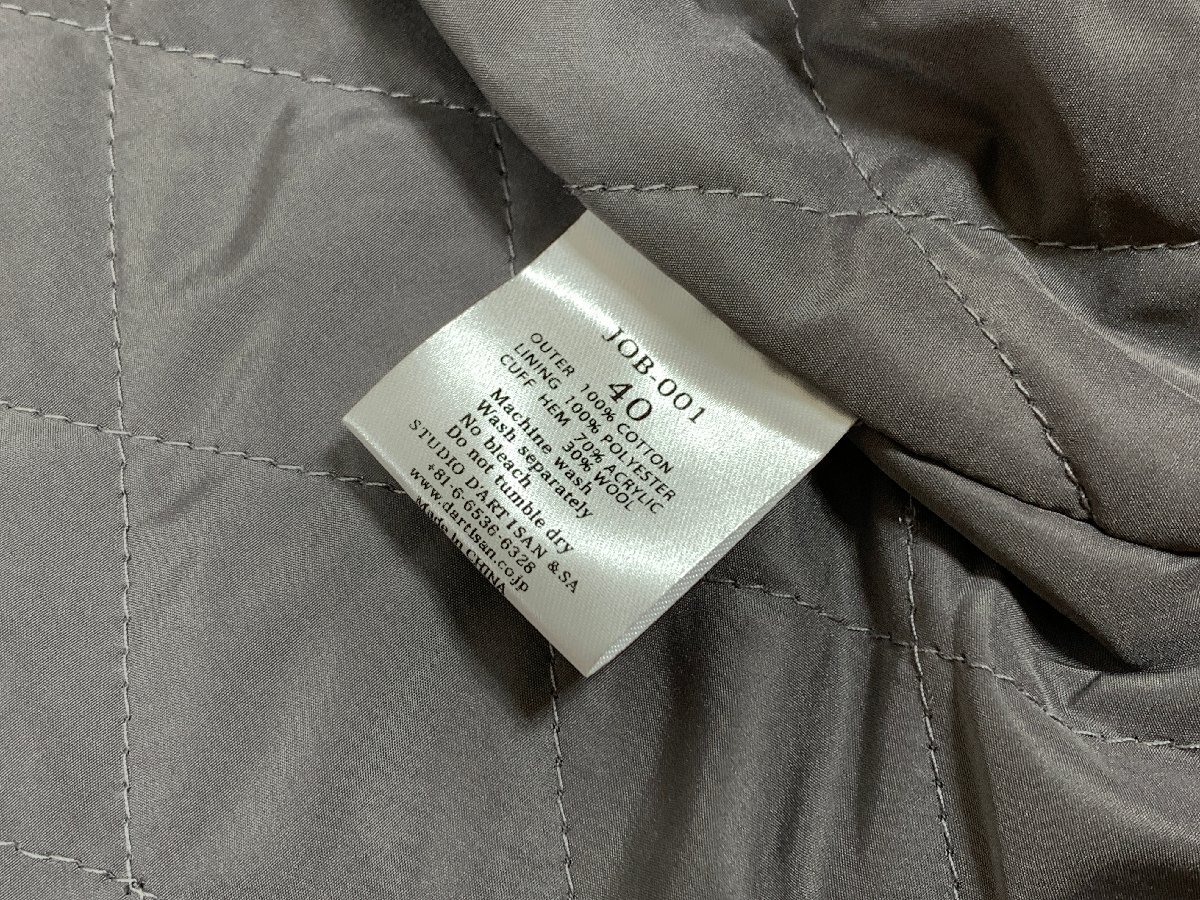 JOB-001
40
OUTER 100% COTTON
LINING 100% POLYESTER
CUFF HEM 70% ACRYLIC
30% WOOL
Machine wash
Wash separately
No bleach
Do not tumble dry
STUDIO DARTISAN &SA
+81-6-6536-6328
www.dartisan.co.jp
Made in CHINA